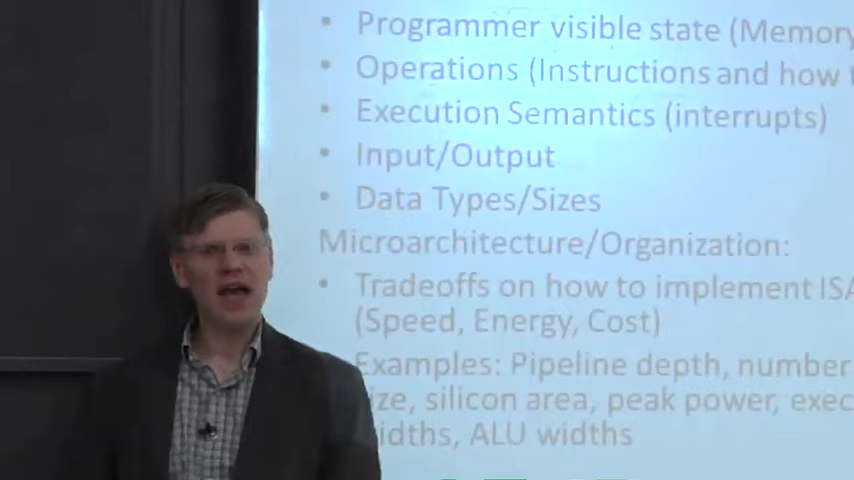 Programmer visible state (Memory
Operations (Instructions and how
Execution Semantics (interrupts)
Input/Output
Data Types/Sizes
Microarchitecture/Organization:
Tradeoffs on how to implement ISA
(Speed, Energy, Cost)
Examples: Pipeline depth, number
size, silicon area, peak power, exec
widths, ALU widths